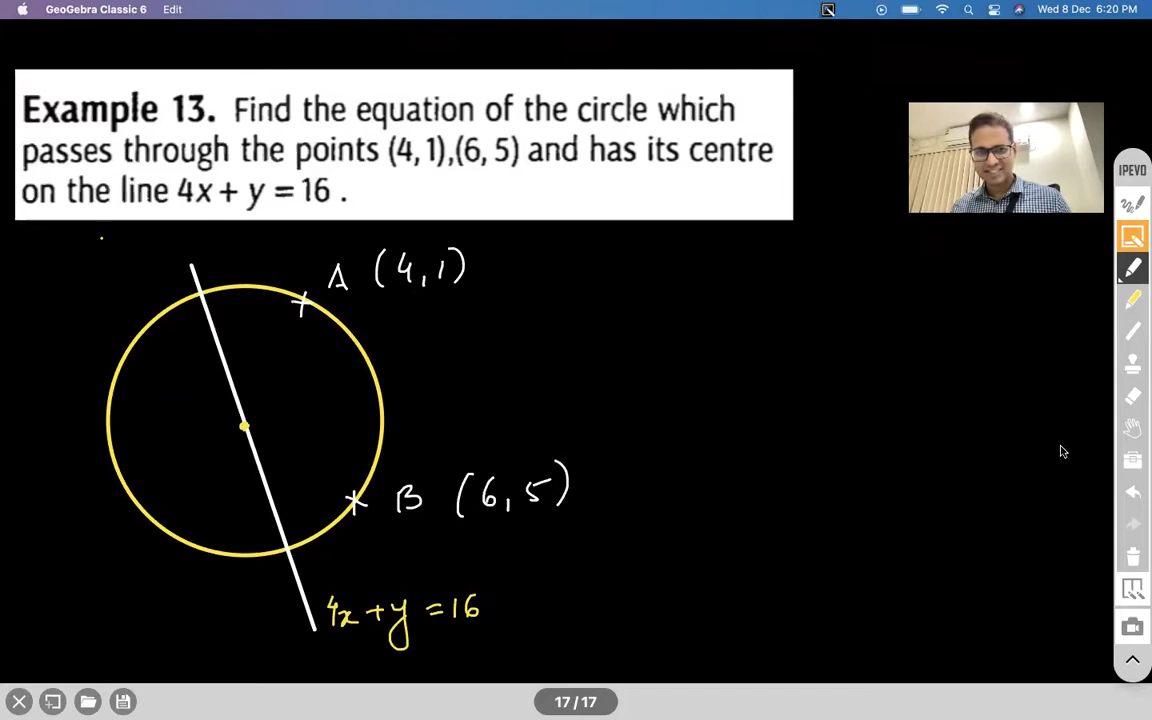 GeoGebra Classic 6 Edit Wed 8 Dec 6:20 PM
Example 13. Find the equation of the circle which
passes through the points (4, 1),(6, 5) and has its centre
on the line 4x + y = 16 .
IPEVO
A (4,1)
B (6,5)
4x+y=16
17/17